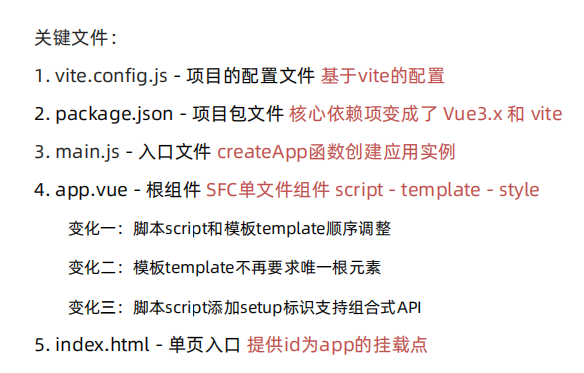 关键文件：
1. vite.config.js - 项目的配置文件 基于vite的配置
2. package.json - 项目包文件 核心依赖项变成了 Vue3.x 和 vite
3. main.js - 入口文件 createApp函数创建应用实例
4. app.vue - 根组件 SFC单文件组件 script - template - style
变化一：脚本script和模板template顺序调整
变化二：模板template不再要求唯一根元素
变化三：脚本script添加setup标识支持组合式API
5. index.html - 单页入口 提供id为app的挂载点